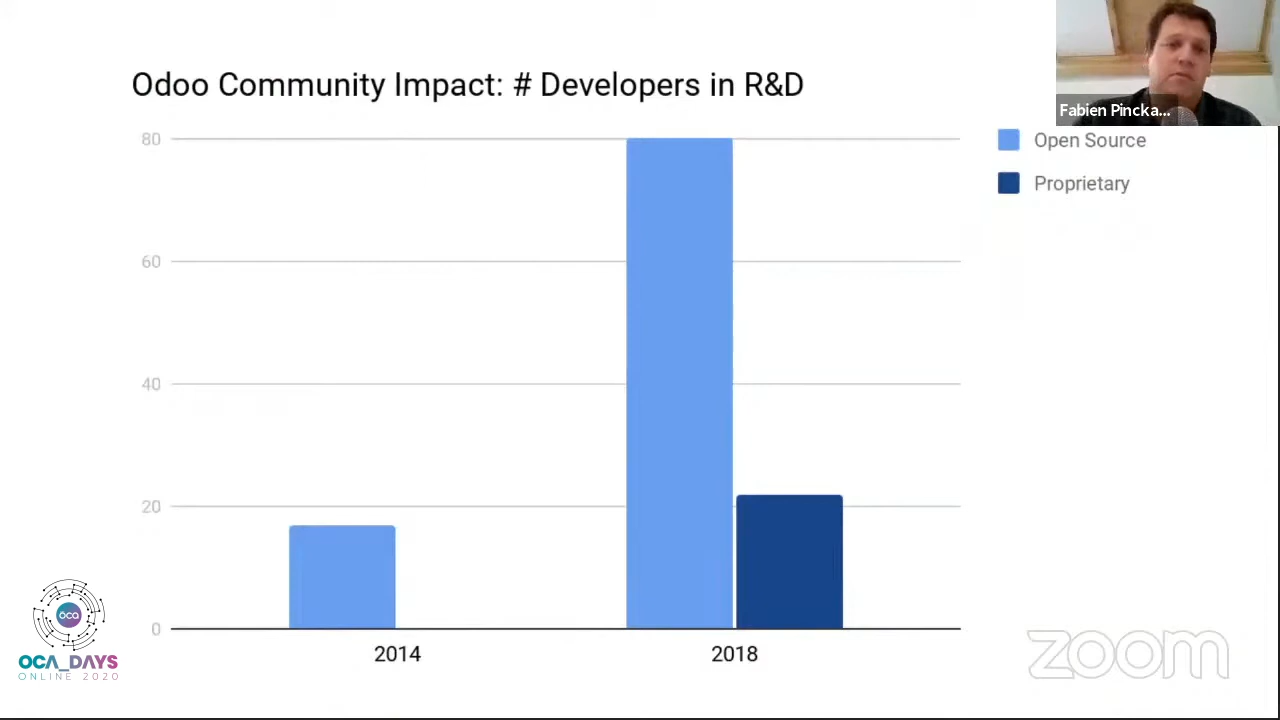 Odoo Community Impact: # Developers in R&D
Fabien Pincka...
Open Source
Proprietary
80
60
40
20
0
2014
2018
oca
OCA_DAYS
ONLINE 2020
zoom